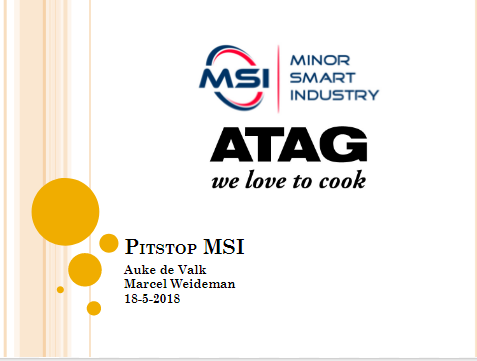 MSI
MINOR
SMART
INDUSTRY
ATAG
we love to cook
PITSTOP MSI
Auke de Valk
Marcel Weideman
18-5-2018